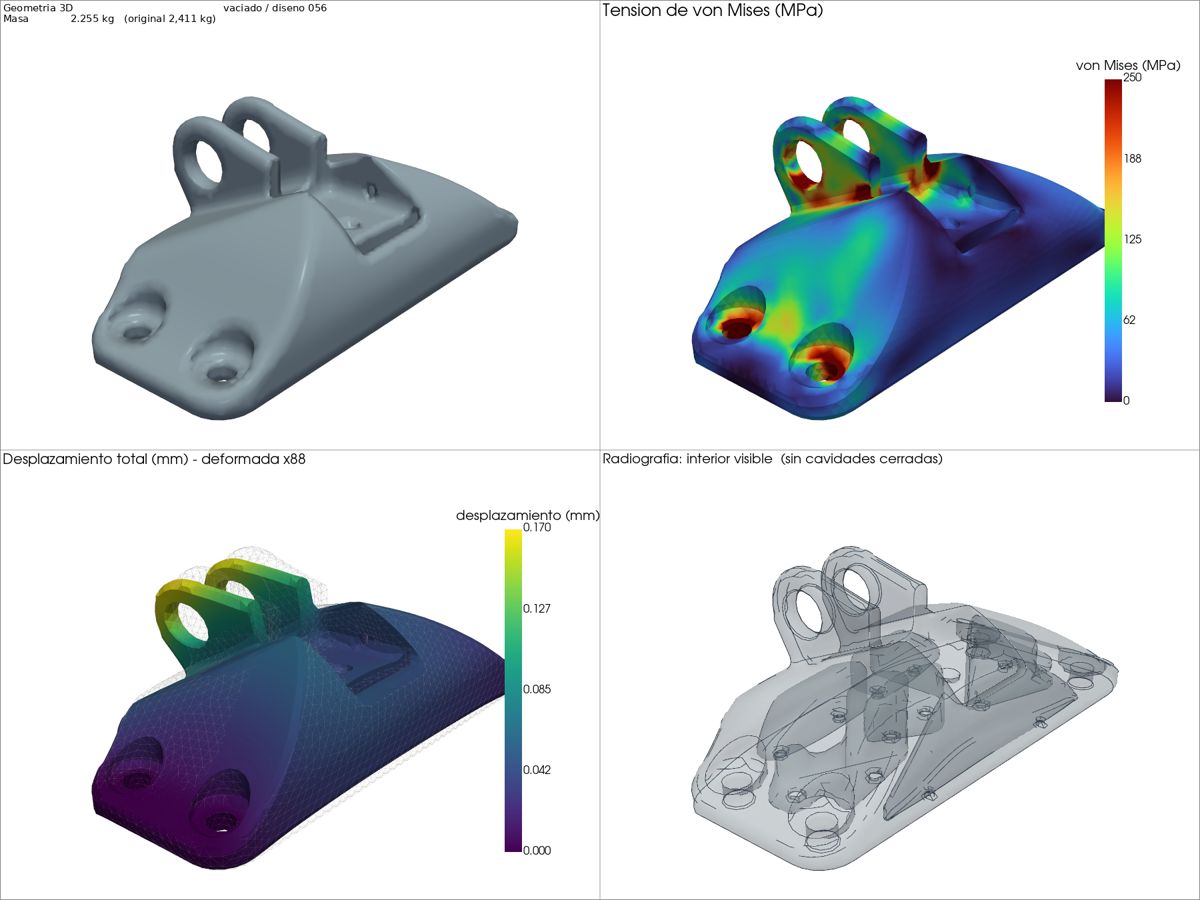 Geometria 3D vaciado / diseno 056
Masa 2.255 kg (original 2,411 kg)
Tension de von Mises (MPa)
von Mises (MPa)
250
188
125
62
0
Desplazamiento total (mm) - deformada x88
desplazamiento (mm)
0.170
0.127
0.085
0.042
0.000
Radiografia: interior visible (sin cavidades cerradas)